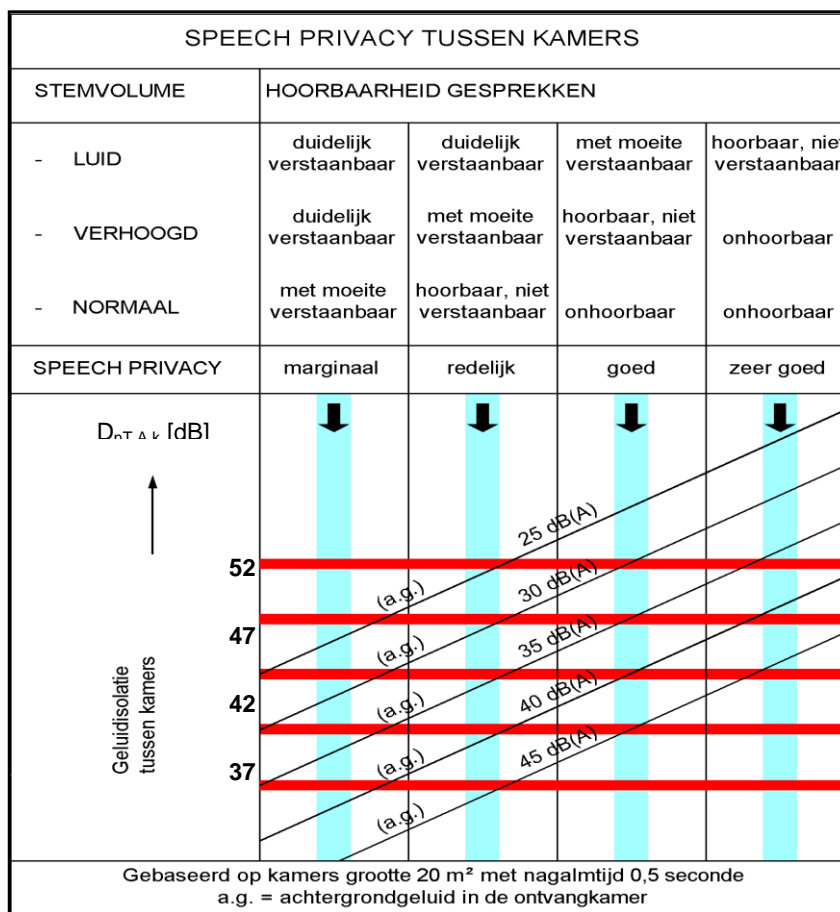 SPEECH PRIVACY TUSSEN KAMERS
STEMVOLUME HOORBAARHEID GESPREKKEN
- LUID
duidelijk verstaanbaar
duidelijk verstaanbaar
met moeite verstaanbaar
hoorbaar, niet verstaanbaar
- VERHOOGD
duidelijk verstaanbaar
met moeite verstaanbaar
hoorbaar, niet verstaanbaar
onhoorbaar
- NORMAAL
met moeite verstaanbaar
hoorbaar, niet verstaanbaar
onhoorbaar
onhoorbaar
SPEECH PRIVACY marginaal redelijk goed zeer goed
DnT,A,k [dB]
52
47
42
37
Geluidisolatie
tussen kamers
(a.g.) 25 dB(A)
(a.g.) 30 dB(A)
(a.g.) 35 dB(A)
(a.g.) 40 dB(A)
(a.g.) 45 dB(A)
Gebaseerd op kamers grootte 20 m² met nagalmtijd 0,5 seconde
a.g. = achtergrondgeluid in de ontvangkamer